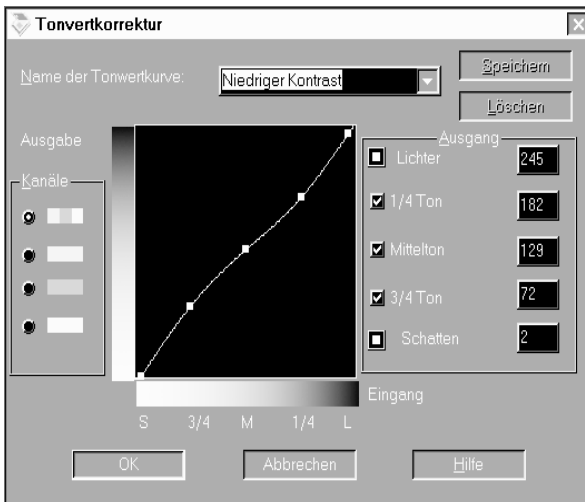 Tonvertkorrektur
Name der Tonwertkurve: Niedriger Kontrast
Speichern
Löschen
Ausgabe
Ausgang
Kanäle
Lichter 245
1/4 Ton 182
Mittelton 129
3/4 Ton 72
Schatten 2
Eingang
S 3/4 M 1/4 L
OK Abbrechen Hilfe